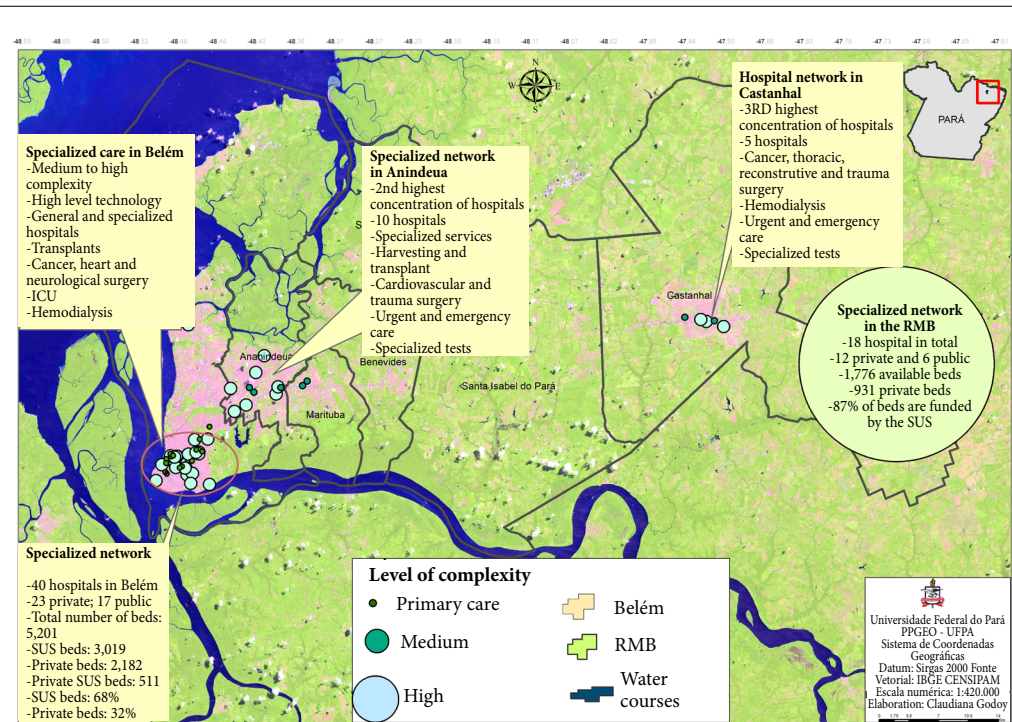 Specialized care in Belém
-Medium to high
complexity
-High level technology
-General and specialized
hospitals
-Transplants
-Cancer, heart and
neurological surgery
-ICU
-Hemodialysis
Specialized network
in Anindeua
-2nd highest
concentration of hospitals
-10 hospitals
-Specialized services
-Harvesting and
transplant
-Cardiovascular and
trauma surgery
-Urgent and emergency
care
-Specialized tests
Hospital network in
Castanhal
-3RD highest
concentration of hospitals
-5 hospitals
-Cancer, thoracic,
reconstrutive and trauma
surgery
-Hemodialysis
-Urgent and emergency
care
-Specialized tests
N
W E
S
PARÁ
Specialized network
in the RMB
-18 hospital in total
-12 private and 6 public
-1,776 available beds
-931 private beds
-87% of beds are funded
by the SUS
Castanhal
Ananindeua
Benevides
Santa Isabel do Pará
Marituba
Specialized network
-40 hospitals in Belém
-23 private; 17 public
-Total number of beds:
5,201
-SUS beds: 3,019
-Private beds: 2,182
-Private SUS beds: 511
-SUS beds: 68%
-Private beds: 32%
Level of complexity
Primary care
Medium
High
Belém
RMB
Water
courses
Universidade Federal do Pará
PPGEO - UFPA
Sistema de Coordenadas
Geográficas
Datum: Sirgas 2000 Fonte
Vetorial: IBGE CENSIPAM
Escala numérica: 1:420.000
Elaboration: Claudiana Godoy